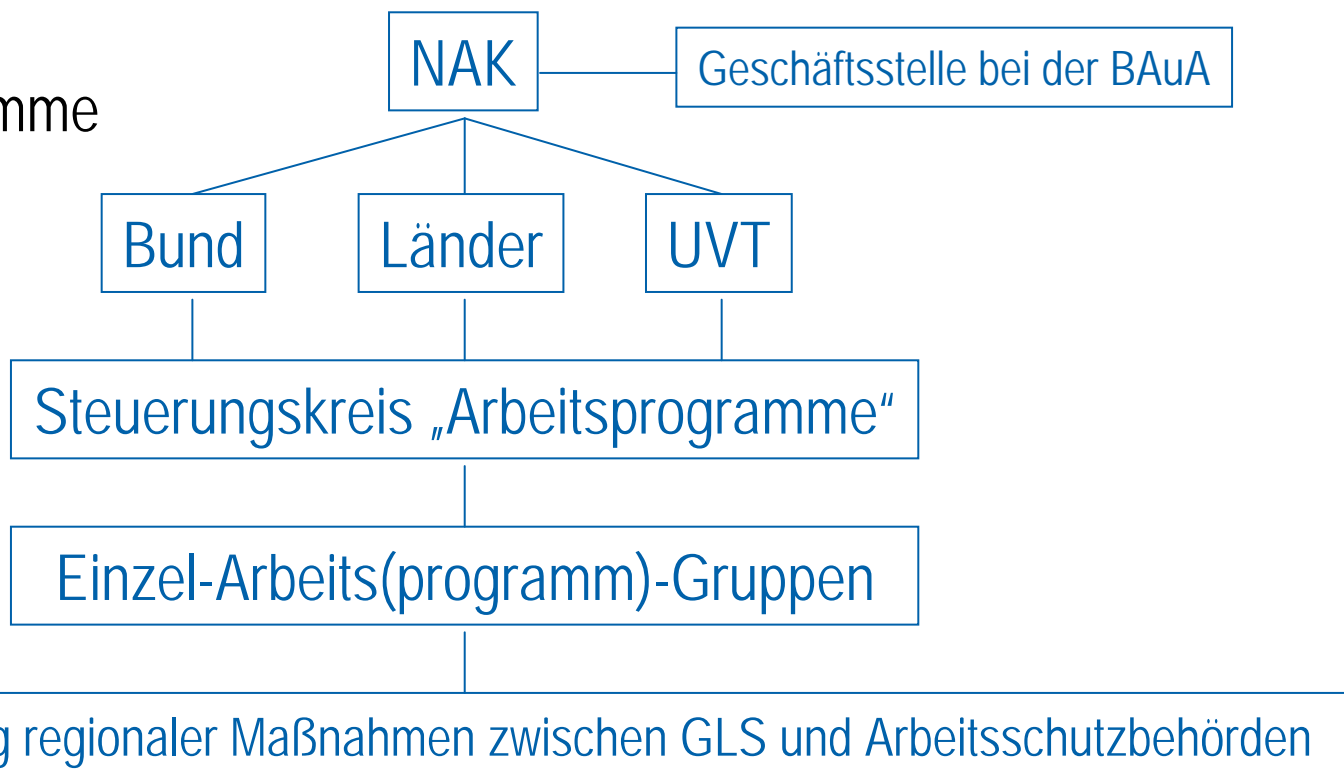 NAK
Geschäftsstelle bei der BAuA
mme
Bund
Länder
UVT
Steuerungskreis „Arbeitsprogramme“
Einzel-Arbeits(programm)-Gruppen
g regionaler Maßnahmen zwischen GLS und Arbeitsschutzbehörden